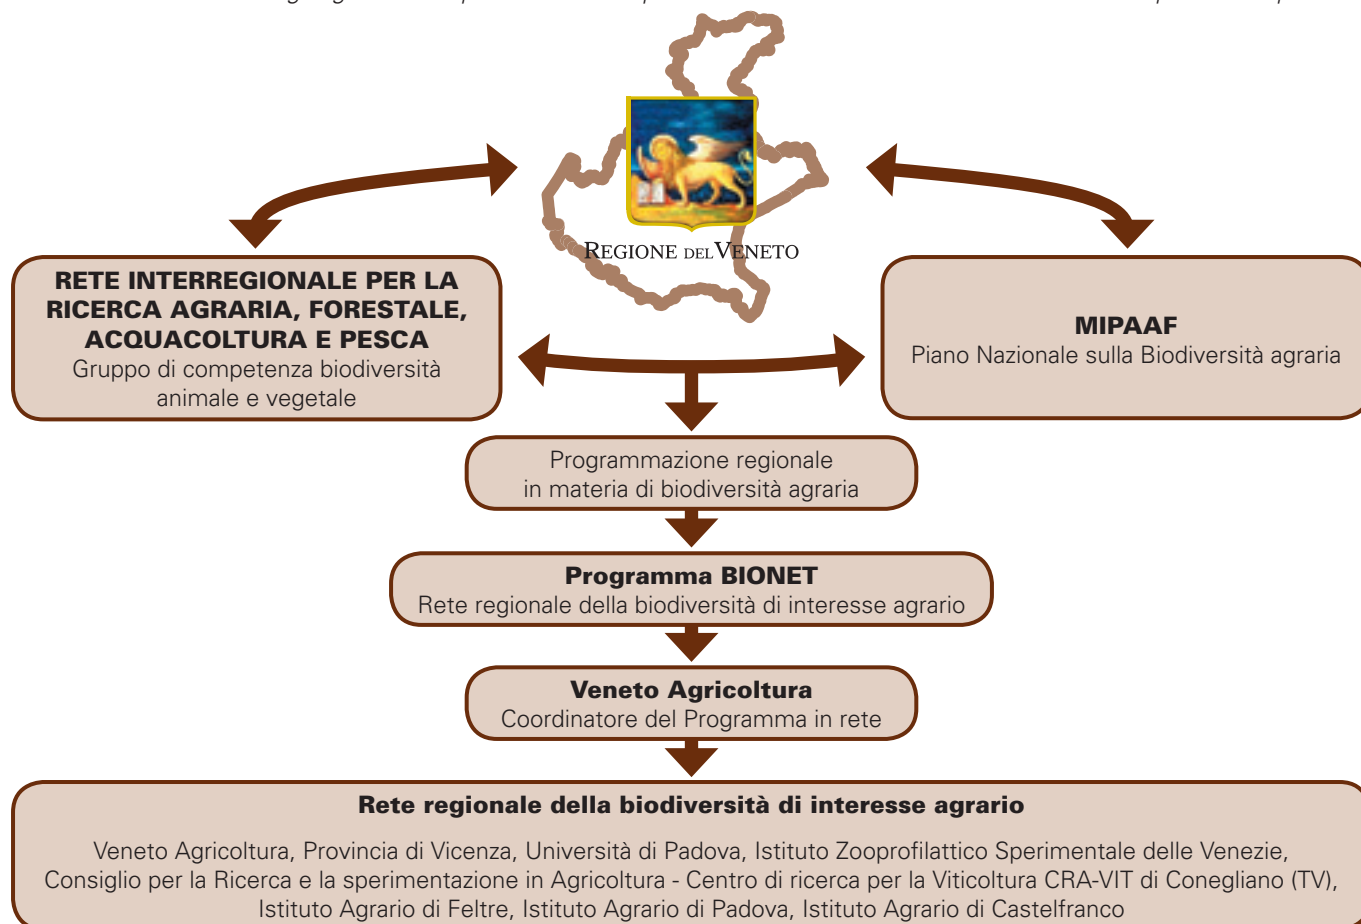 REGIONE DEL VENETO
RETE INTERREGIONALE PER LA
RICERCA AGRARIA, FORESTALE,
ACQUACOLTURA E PESCA
Gruppo di competenza biodiversità
animale e vegetale
MIPAAF
Piano Nazionale sulla Biodiversità agraria
Programmazione regionale
in materia di biodiversità agraria
Programma BIONET
Rete regionale della biodiversità di interesse agrario
Veneto Agricoltura
Coordinatore del Programma in rete
Rete regionale della biodiversità di interesse agrario
Veneto Agricoltura, Provincia di Vicenza, Università di Padova, Istituto Zooprofilattico Sperimentale delle Venezie,
Consiglio per la Ricerca e la sperimentazione in Agricoltura - Centro di ricerca per la Viticoltura CRA-VIT di Conegliano (TV),
Istituto Agrario di Feltre, Istituto Agrario di Padova, Istituto Agrario di Castelfranco